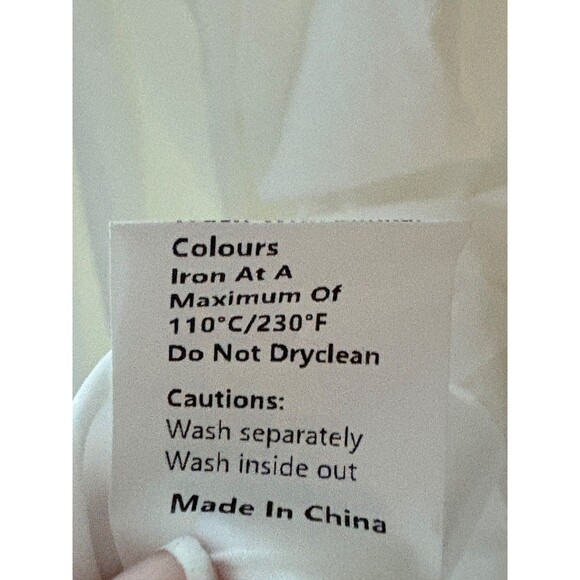 Colours
Iron At A
Maximum Of
110°C/230°F
Do Not Dryclean
Cautions:
Wash separately
Wash inside out
Made In China